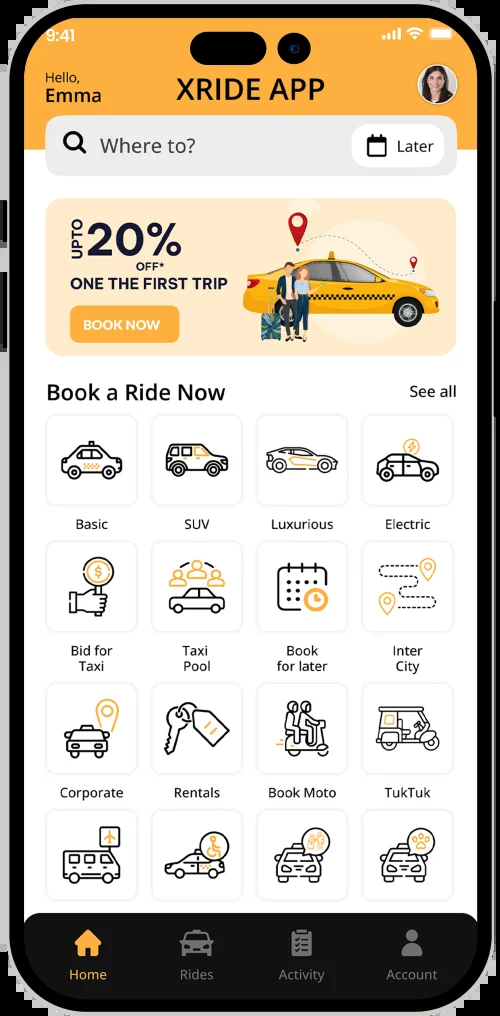 9:41
Hello,
Emma
XRIDE APP
Where to?
Later
UPTO
20%
OFF*
ONE THE FIRST TRIP
BOOK NOW
Book a Ride Now
See all
Basic
SUV
Luxurious
Electric
Bid for
Taxi
Taxi
Pool
Book
for later
Inter
City
Corporate
Rentals
Book Moto
TukTuk
Home
Rides
Activity
Account